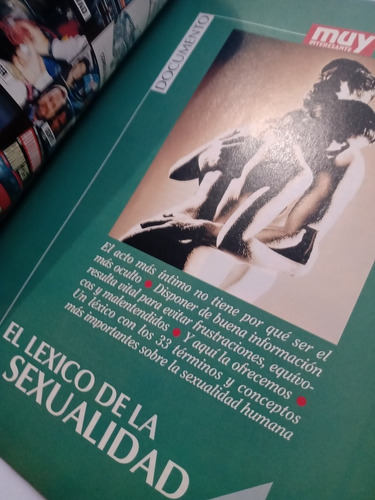 DOCUMENTO
muy
INTERESANTE
El acto más íntimo no tiene por qué ser el
más oculto ● Disponer de buena información
resulta vital para evitar frustraciones, equívo-
cos y malentendidos ● Y aquí la ofrecemos ●
Un léxico con los 33 términos y conceptos
más importantes sobre la sexualidad humana
EL LEXICO DE LA
SEXUALIDAD